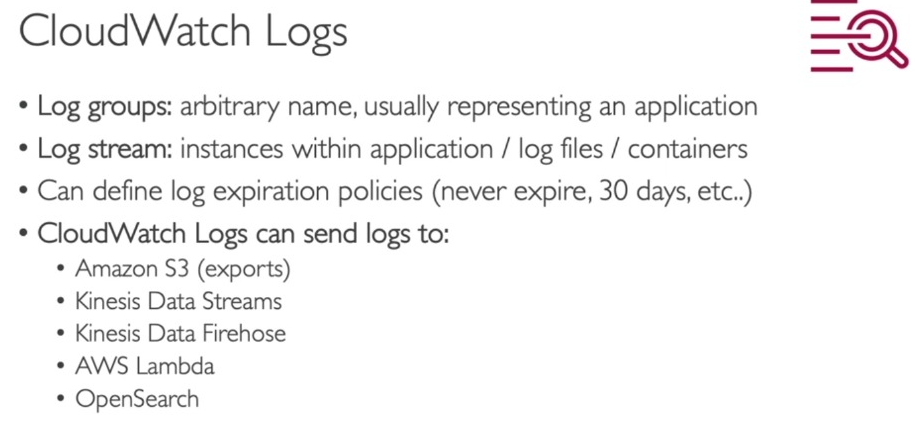 CloudWatch Logs
• Log groups: arbitrary name, usually representing an application
• Log stream: instances within application / log files / containers
• Can define log expiration policies (never expire, 30 days, etc..)
• CloudWatch Logs can send logs to:
• Amazon S3 (exports)
• Kinesis Data Streams
• Kinesis Data Firehose
• AWS Lambda
• OpenSearch